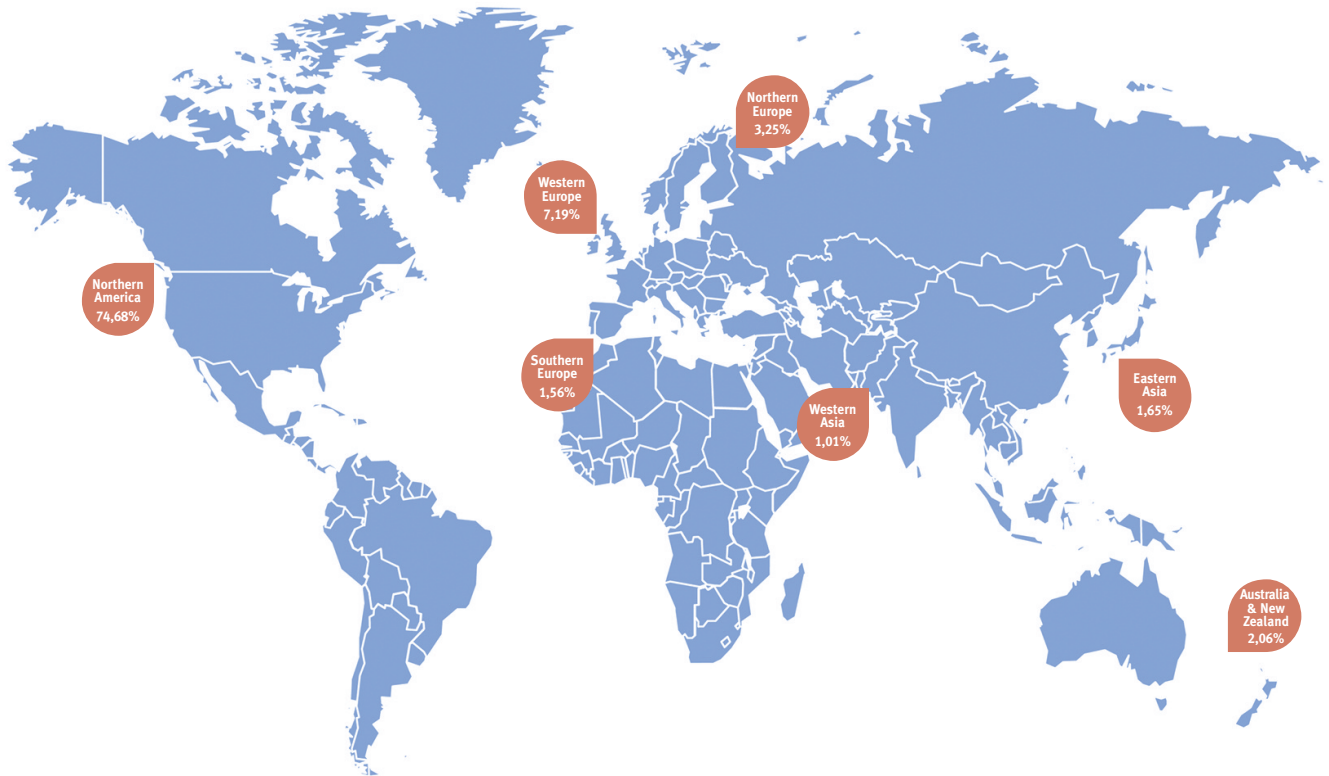 Northern
Europe
3,25%
Western
Europe
7,19%
Northern
America
74,68%
Southern
Europe
1,56%
Western
Asia
1,01%
Eastern
Asia
1,65%
Australia
& New
Zealand
2,06%